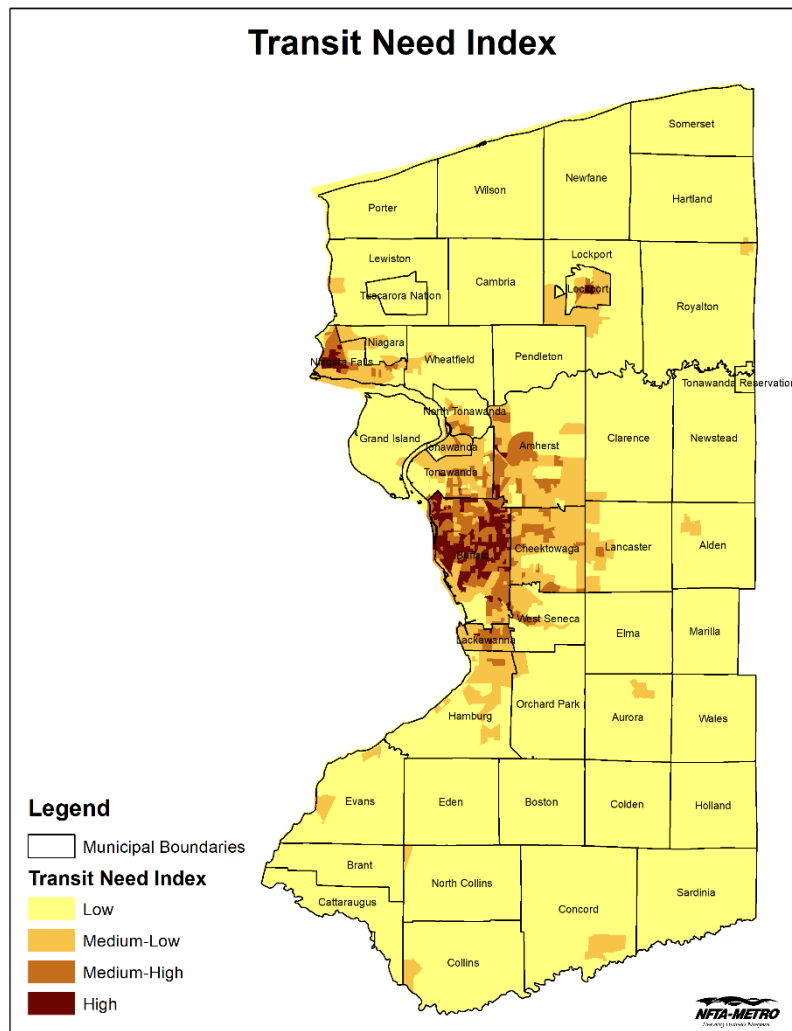 Transit Need Index
Somerset
Newfane
Wilson
Hartland
Porter
Lewiston
Lockport
Cambria
Lockport
Tuscarora Nation
Royalton
Niagara
Niagara Falls
Wheatfield
Pendleton
Tonawanda Reservation
North Tonawanda
Grand Island
Tonawanda
Amherst
Clarence
Newstead
Tonawanda
Buffalo
Cheektowaga
Lancaster
Alden
West Seneca
Elma
Marilla
Lackawanna
Orchard Park
Hamburg
Aurora
Wales
Evans
Eden
Boston
Colden
Holland
Brant
North Collins
Sardinia
Cattaraugus
Concord
Collins
Legend
Municipal Boundaries
Transit Need Index
Low
Medium-Low
Medium-High
High
NFTA-METRO